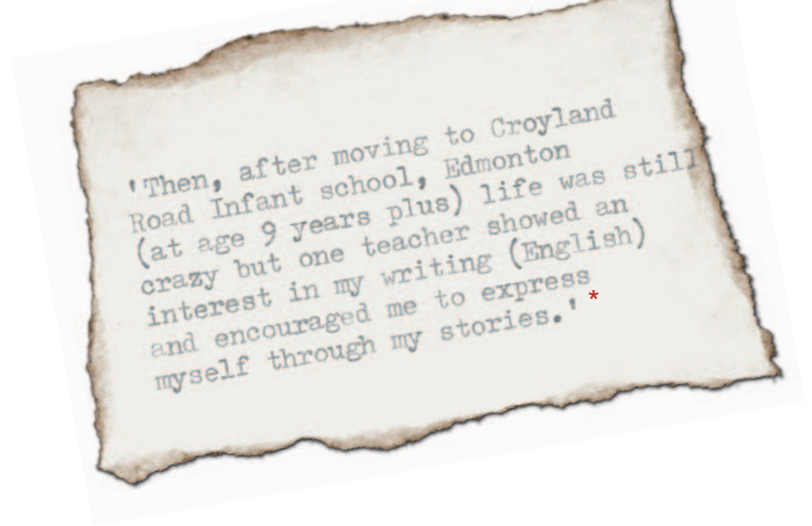 'Then, after moving to Croyland
Road Infant school, Edmonton
(at age 9 years plus) life was still
crazy but one teacher showed an
interest in my writing (English)
and encouraged me to express
myself through my stories.' *